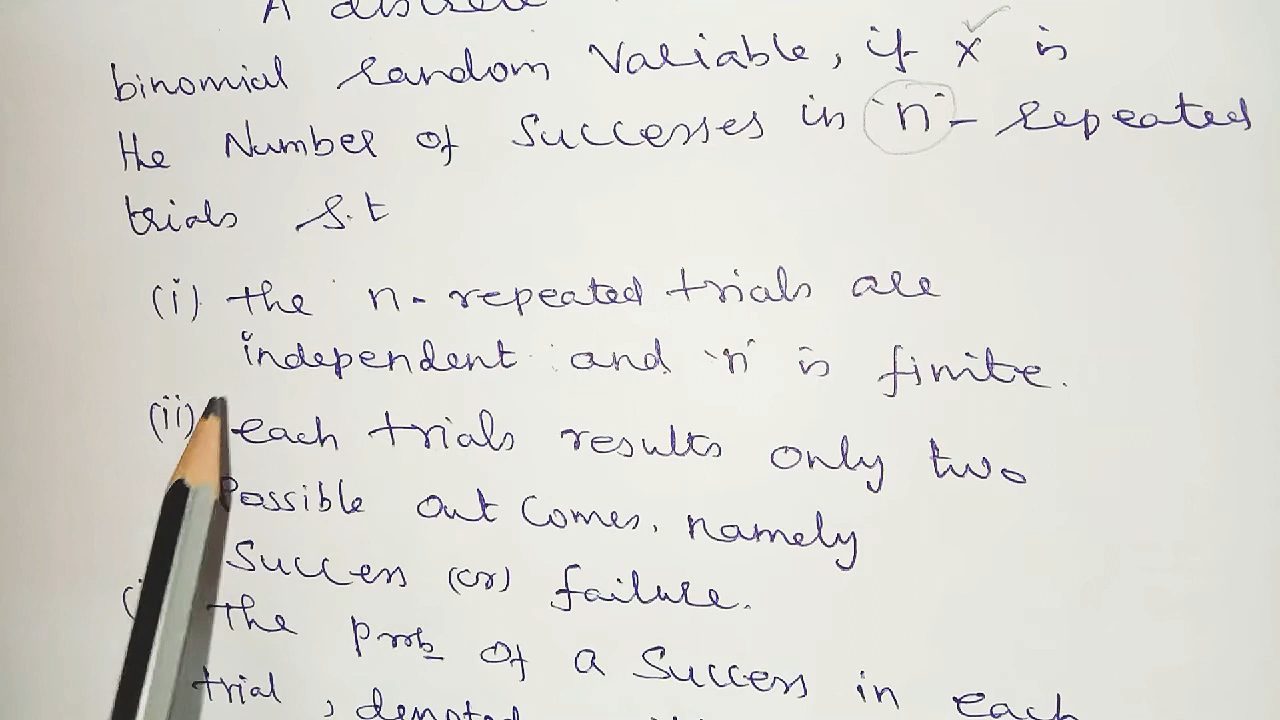 A discrete
binomial random Variable, if x is
the Number of Successes in 'n' - repeated
trials s.t
(i) the n- repeated trials are
independent and 'n' is finite.
(ii) each trials results only two
Possible out comes, namely
Success (or) failure.
the prob of a Success in each
trial, denoted